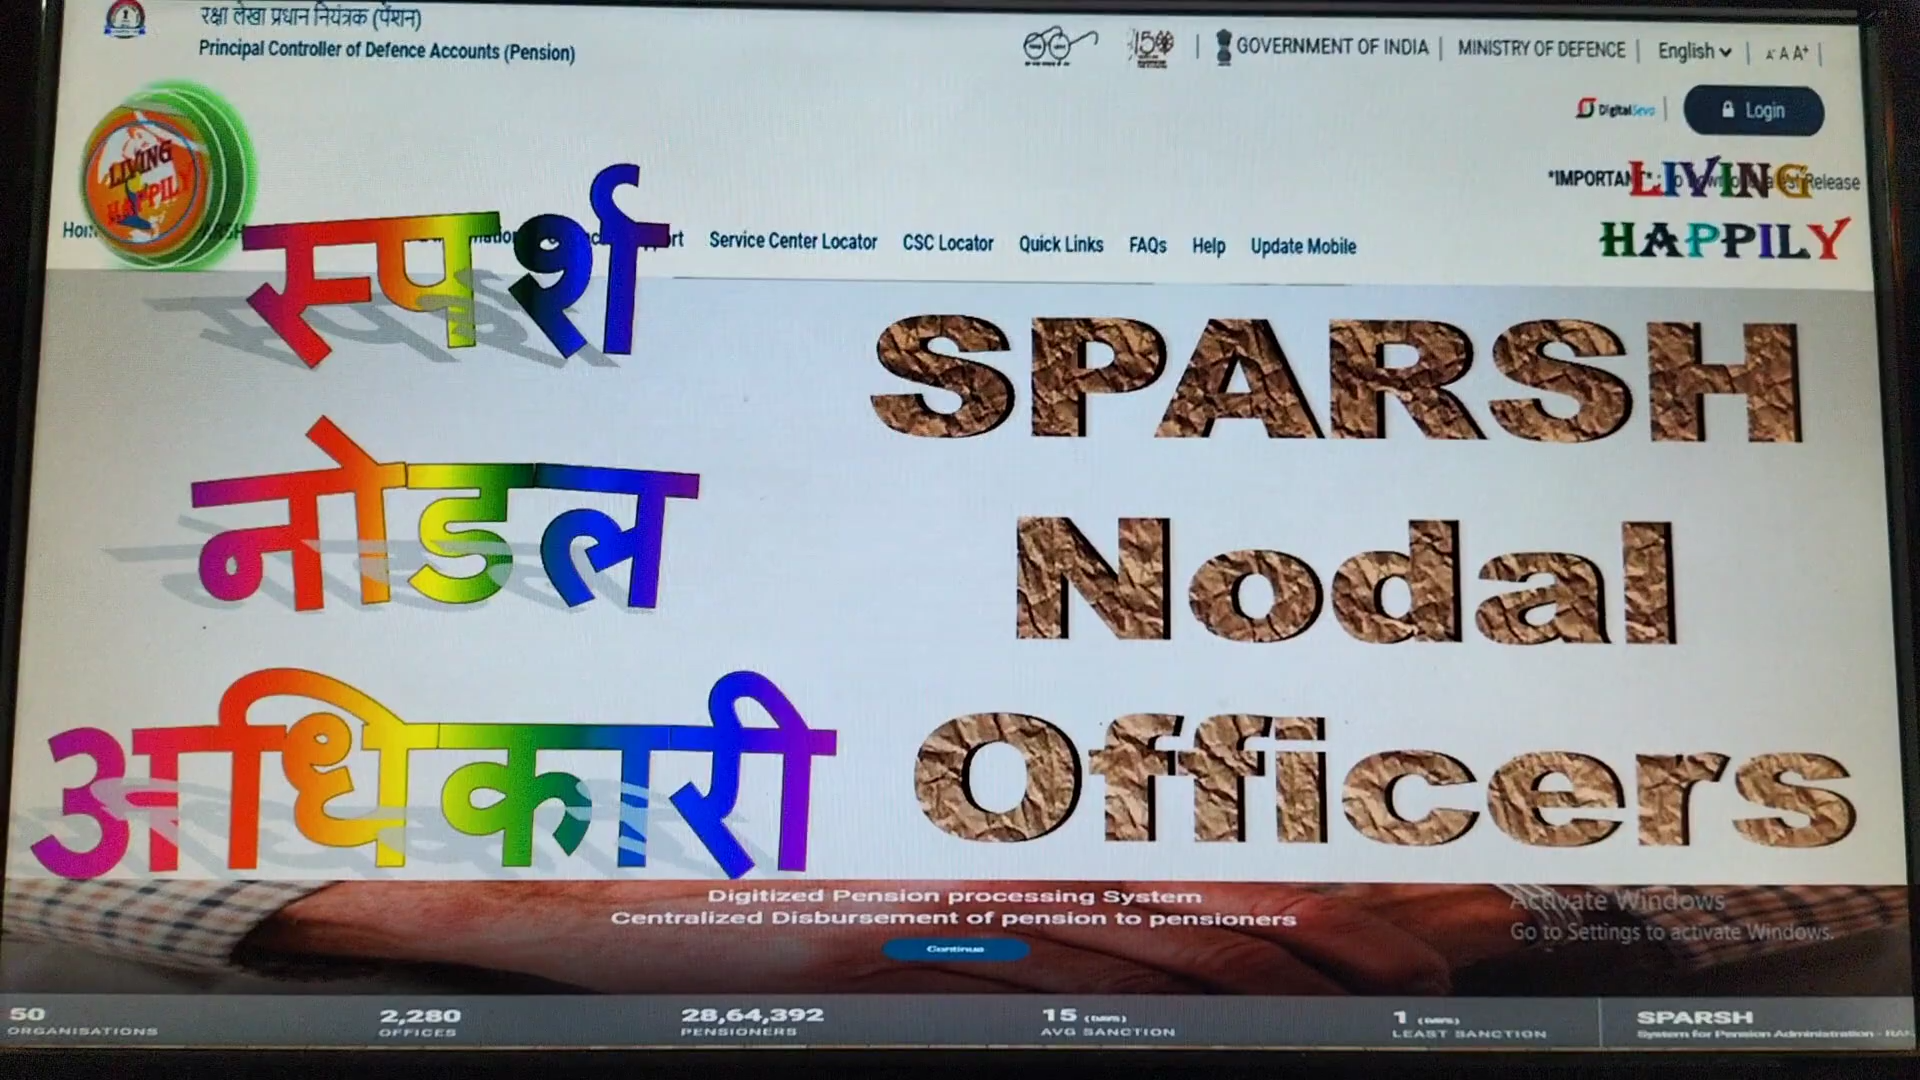 रक्षा लेखा प्रधान नियंत्रक (पेंशन)
Principal Controller of Defence Accounts (Pension)
GOVERNMENT OF INDIA | MINISTRY OF DEFENCE | English | A- A A+ |
DigitalSeva | Login
*IMPORTANT* : Release
LIVING
HAPPILY
LIVING
HAPPILY
Service Center Locator CSC Locator Quick Links FAQs Help Update Mobile
स्पर्श
नोडल
अधिकारी
SPARSH
Nodal
Officers
Digitized Pension processing System
Centralized Disbursement of pension to pensioners
Continue
Activate Windows
Go to Settings to activate Windows.
50 2,280 28,64,392 15 (DAYS) 1 (DAYS) SPARSH
ORGANISATIONS OFFICES PENSIONERS AVG SANCTION LEAST SANCTION System for Pension Administration